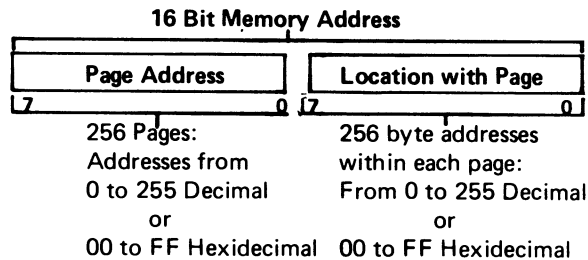 16 Bit Memory Address
Page Address
Location with Page
7 0 7 0
256 Pages:
Addresses from
0 to 255 Decimal
or
00 to FF Hexidecimal
256 byte addresses
within each page:
From 0 to 255 Decimal
or
00 to FF Hexidecimal